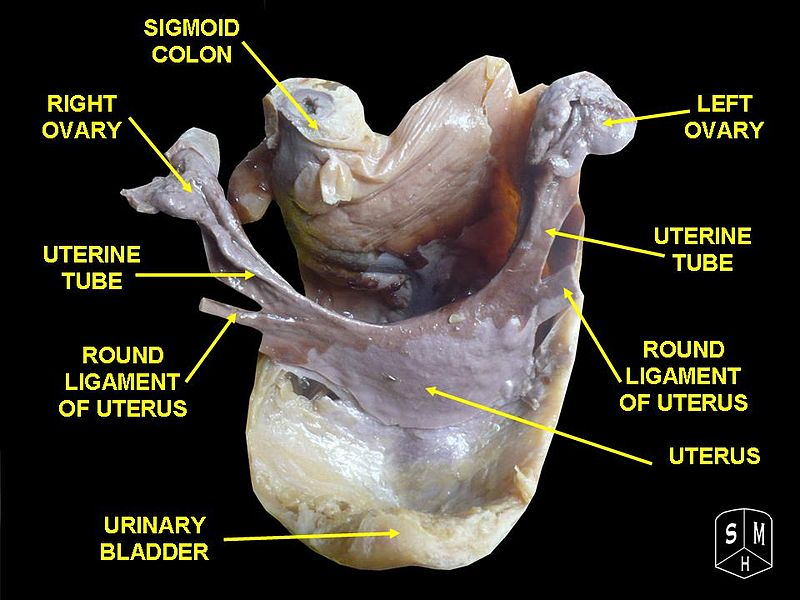 SIGMOID
COLON
RIGHT
OVARY
LEFT
OVARY
UTERINE
TUBE
UTERINE
TUBE
ROUND
LIGAMENT
OF UTERUS
ROUND
LIGAMENT
OF UTERUS
UTERUS
URINARY
BLADDER
S M
H